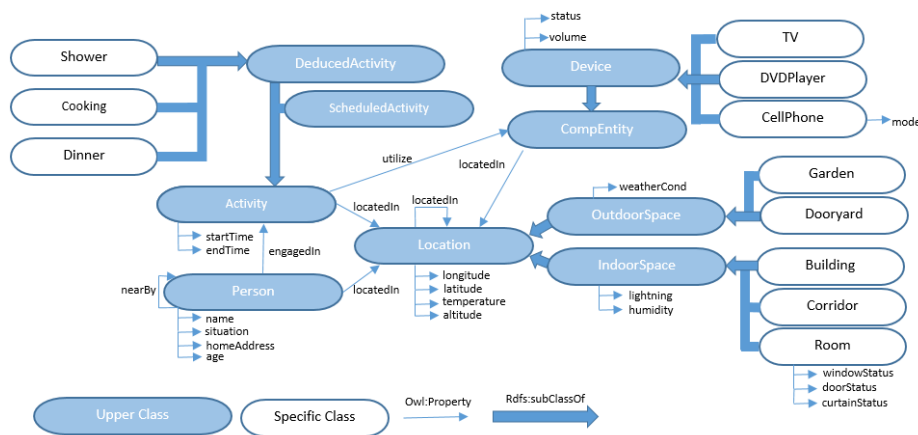 status
volume
Shower
DeducedActivity
Device
TV
DVDPlayer
Cooking
ScheduledActivity
CompEntity
CellPhone
mode
Dinner
utilize
locatedIn
Garden
weatherCond
Activity
locatedIn
locatedIn
OutdoorSpace
Dooryard
startTime
endTime
engagedIn
Location
IndoorSpace
Building
nearBy
Person
locatedIn
longitude
latitude
temperature
altitude
lightning
humidity
Corridor
name
situation
homeAddress
age
Room
windowStatus
doorStatus
curtainStatus
Upper Class
Specific Class
Owl:Property
Rdfs:subClassOf